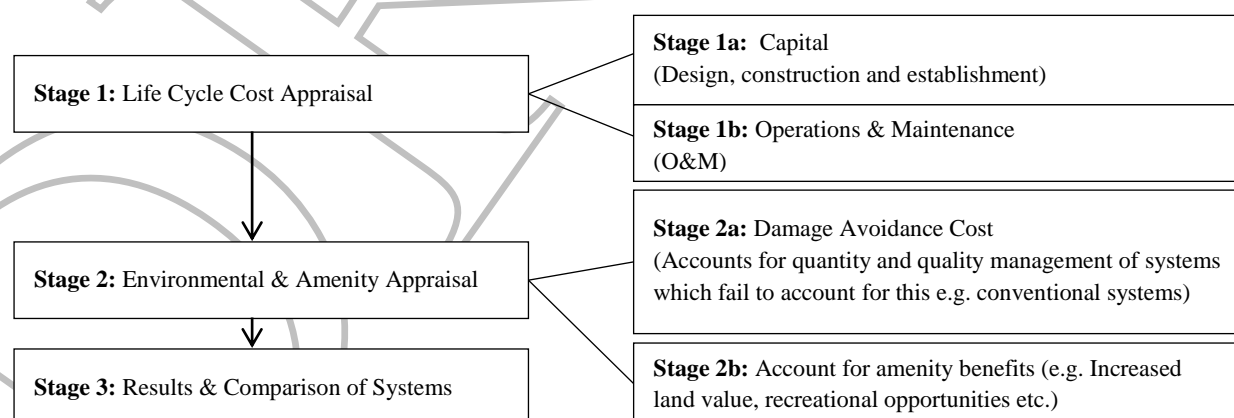 Stage 1: Life Cycle Cost Appraisal
Stage 1a: Capital
(Design, construction and establishment)
Stage 1b: Operations & Maintenance
(O&M)
Stage 2: Environmental & Amenity Appraisal
Stage 2a: Damage Avoidance Cost
(Accounts for quantity and quality management of systems
which fail to account for this e.g. conventional systems)
Stage 2b: Account for amenity benefits (e.g. Increased
land value, recreational opportunities etc.)
Stage 3: Results & Comparison of Systems